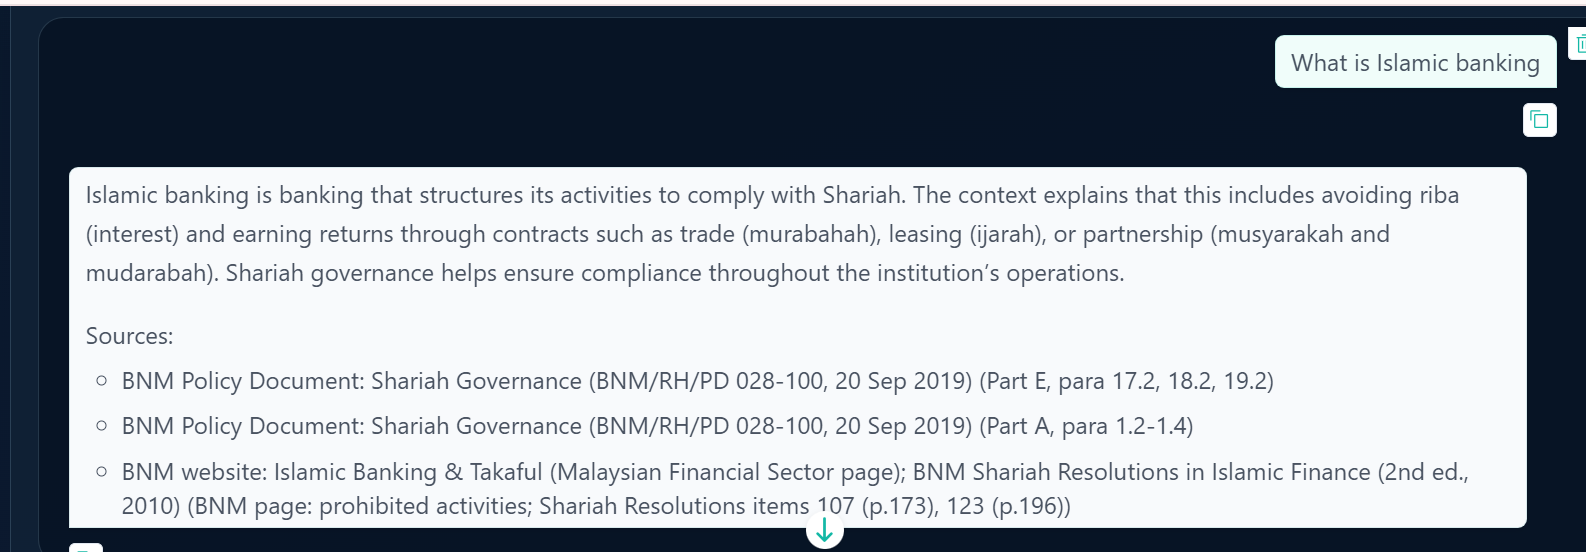 What is Islamic banking
Islamic banking is banking that structures its activities to comply with Shariah. The context explains that this includes avoiding riba
(interest) and earning returns through contracts such as trade (murabahah), leasing (ijarah), or partnership (musyarakah and
mudarabah). Shariah governance helps ensure compliance throughout the institution’s operations.
Sources:
BNM Policy Document: Shariah Governance (BNM/RH/PD 028-100, 20 Sep 2019) (Part E, para 17.2, 18.2, 19.2)
BNM Policy Document: Shariah Governance (BNM/RH/PD 028-100, 20 Sep 2019) (Part A, para 1.2-1.4)
BNM website: Islamic Banking & Takaful (Malaysian Financial Sector page); BNM Shariah Resolutions in Islamic Finance (2nd ed.,
2010) (BNM page: prohibited activities; Shariah Resolutions items 107 (p.173), 123 (p.196))